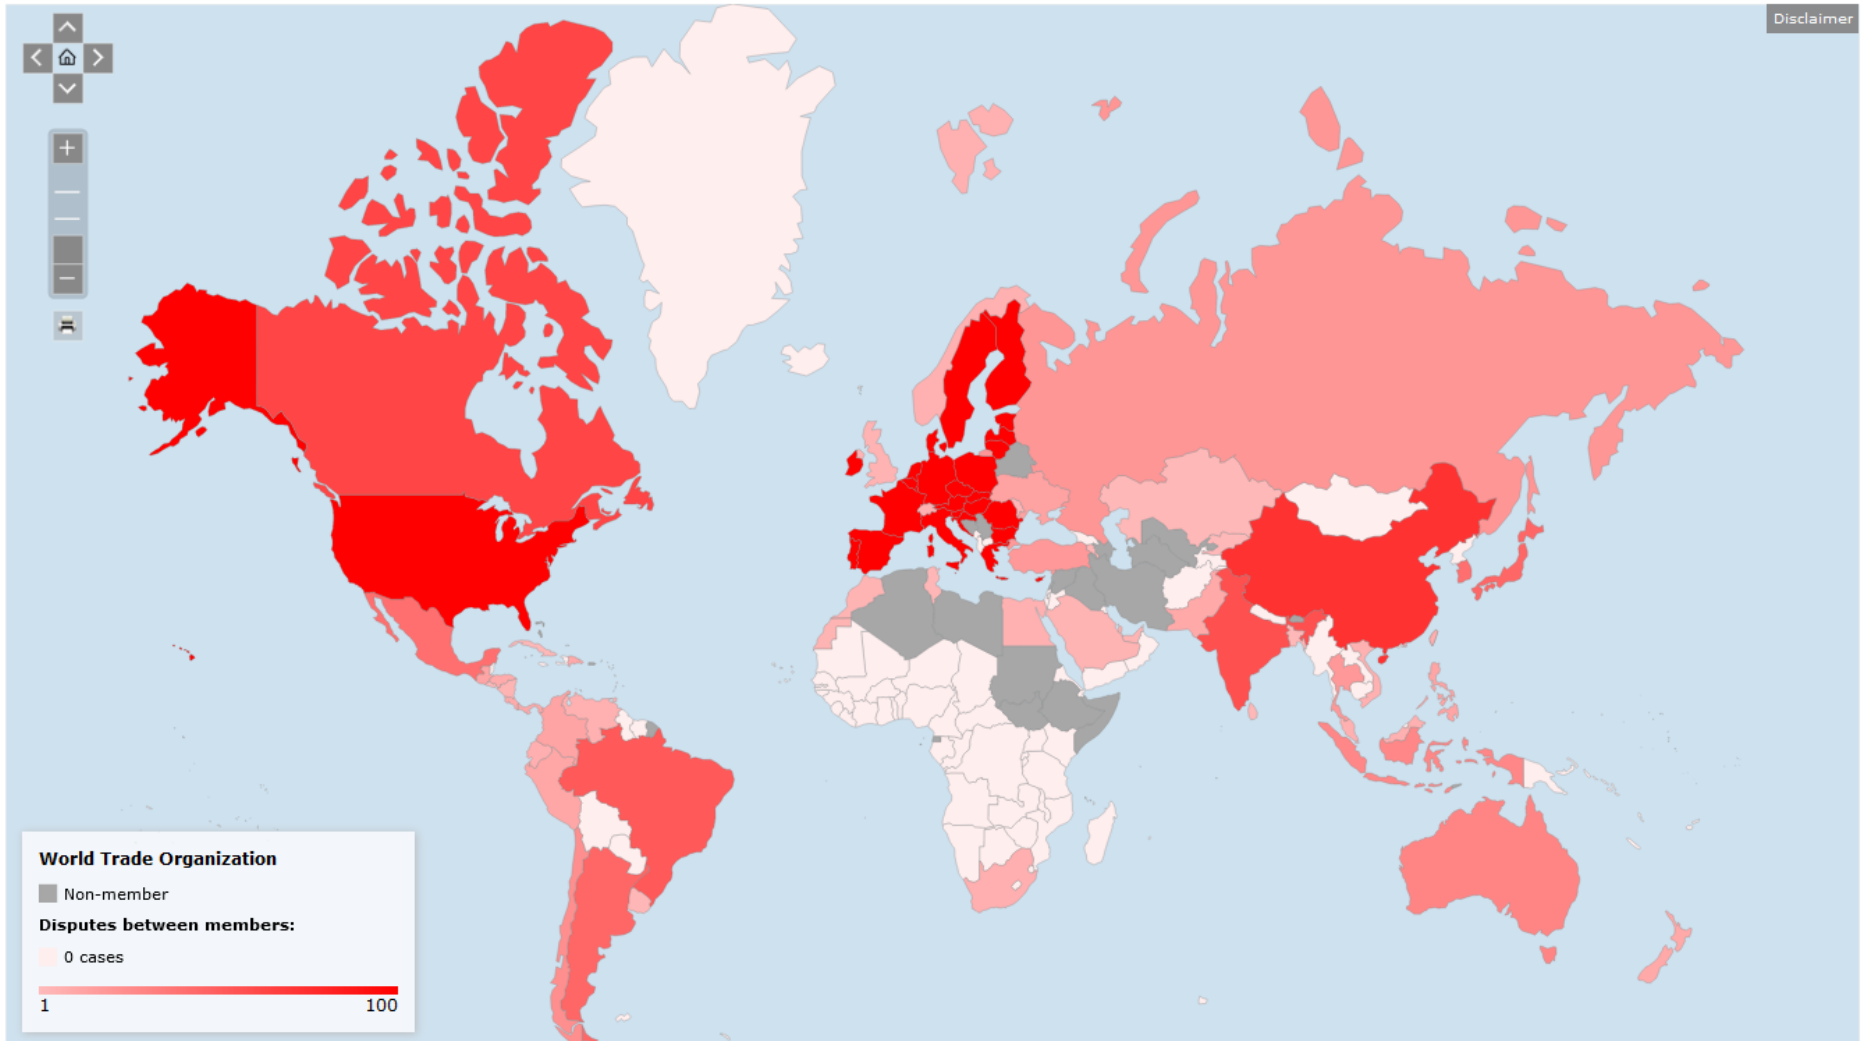 Disclaimer
World Trade Organization
Non-member
Disputes between members:
0 cases
1 100